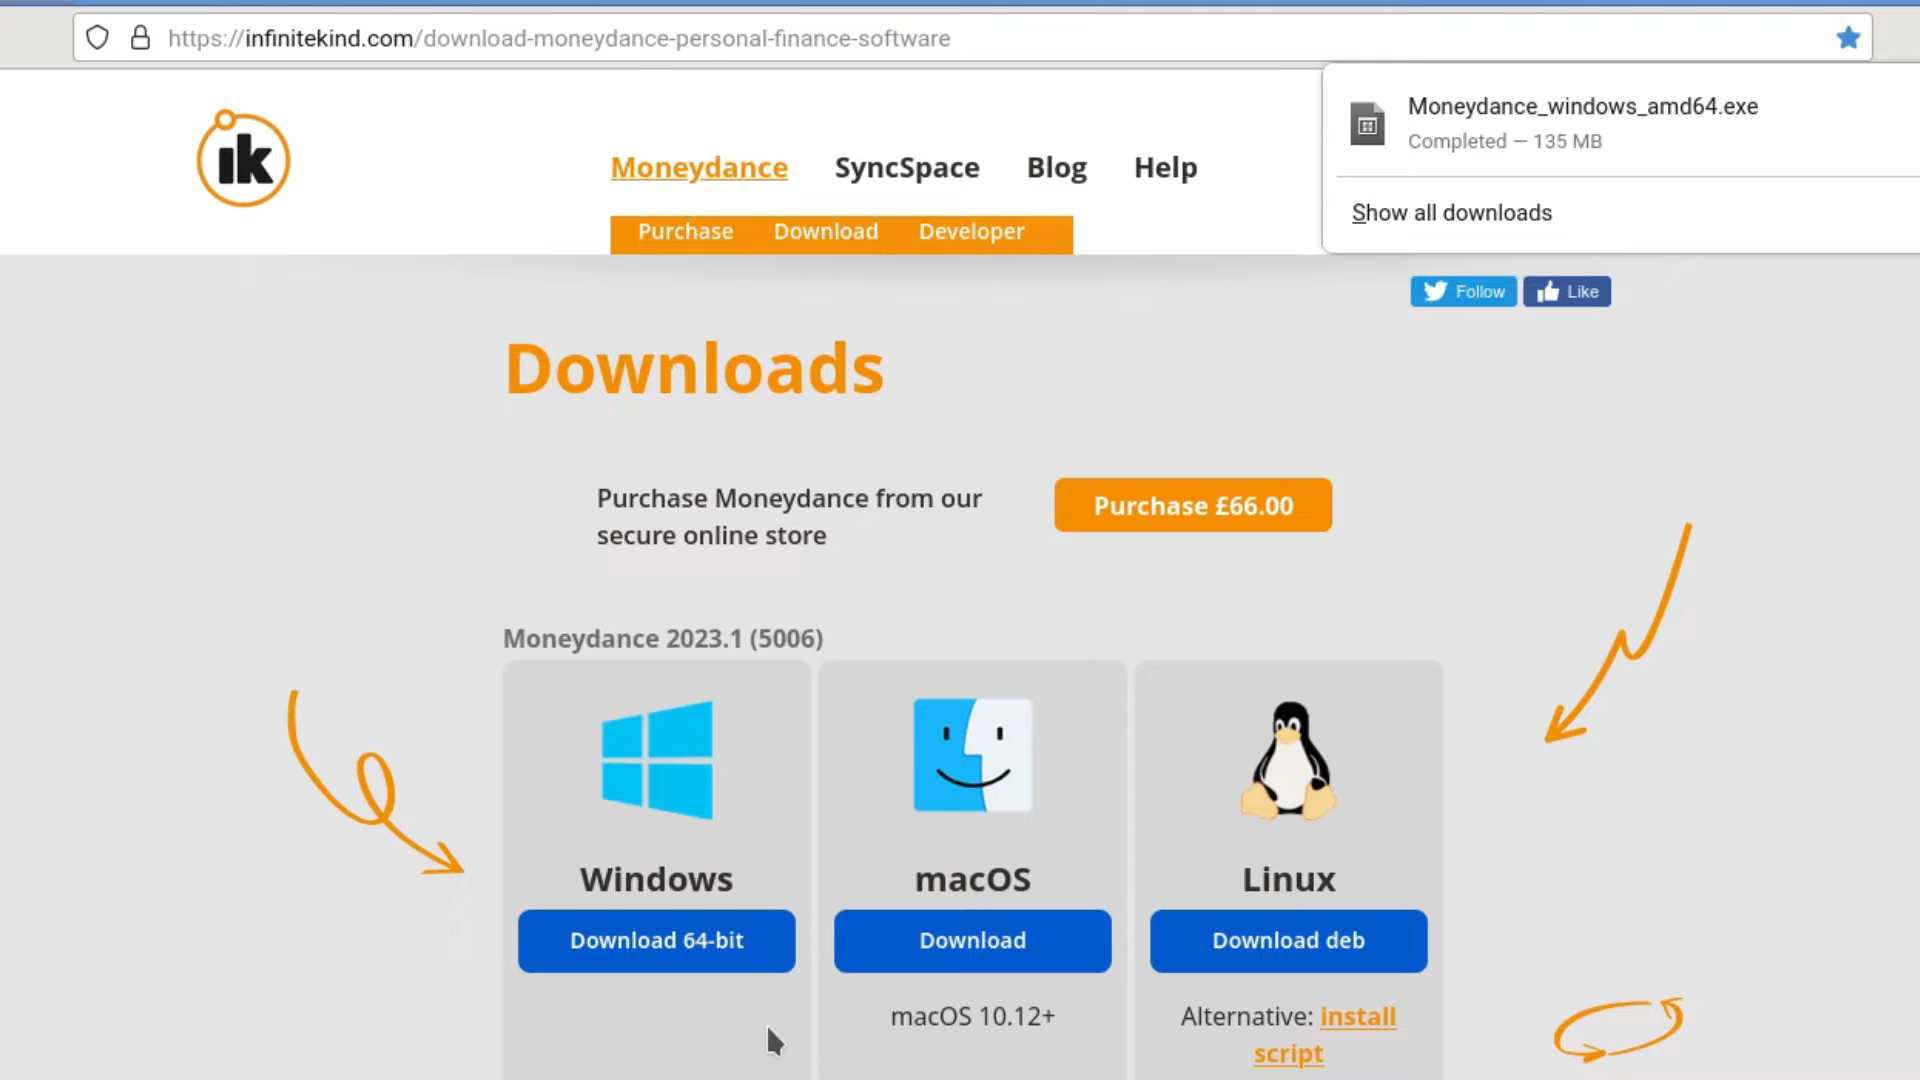 https://infinitekind.com/download-moneydance-personal-finance-software
Moneydance_windows_amd64.exe
Completed — 135 MB
Show all downloads
ık
Moneydance SyncSpace Blog Help
Purchase Download Developer
Follow Like
Downloads
Purchase Moneydance from our
secure online store
Purchase £66.00
Moneydance 2023.1 (5006)
Windows
Download 64-bit
macOS
Download
macOS 10.12+
Linux
Download deb
Alternative: install
script